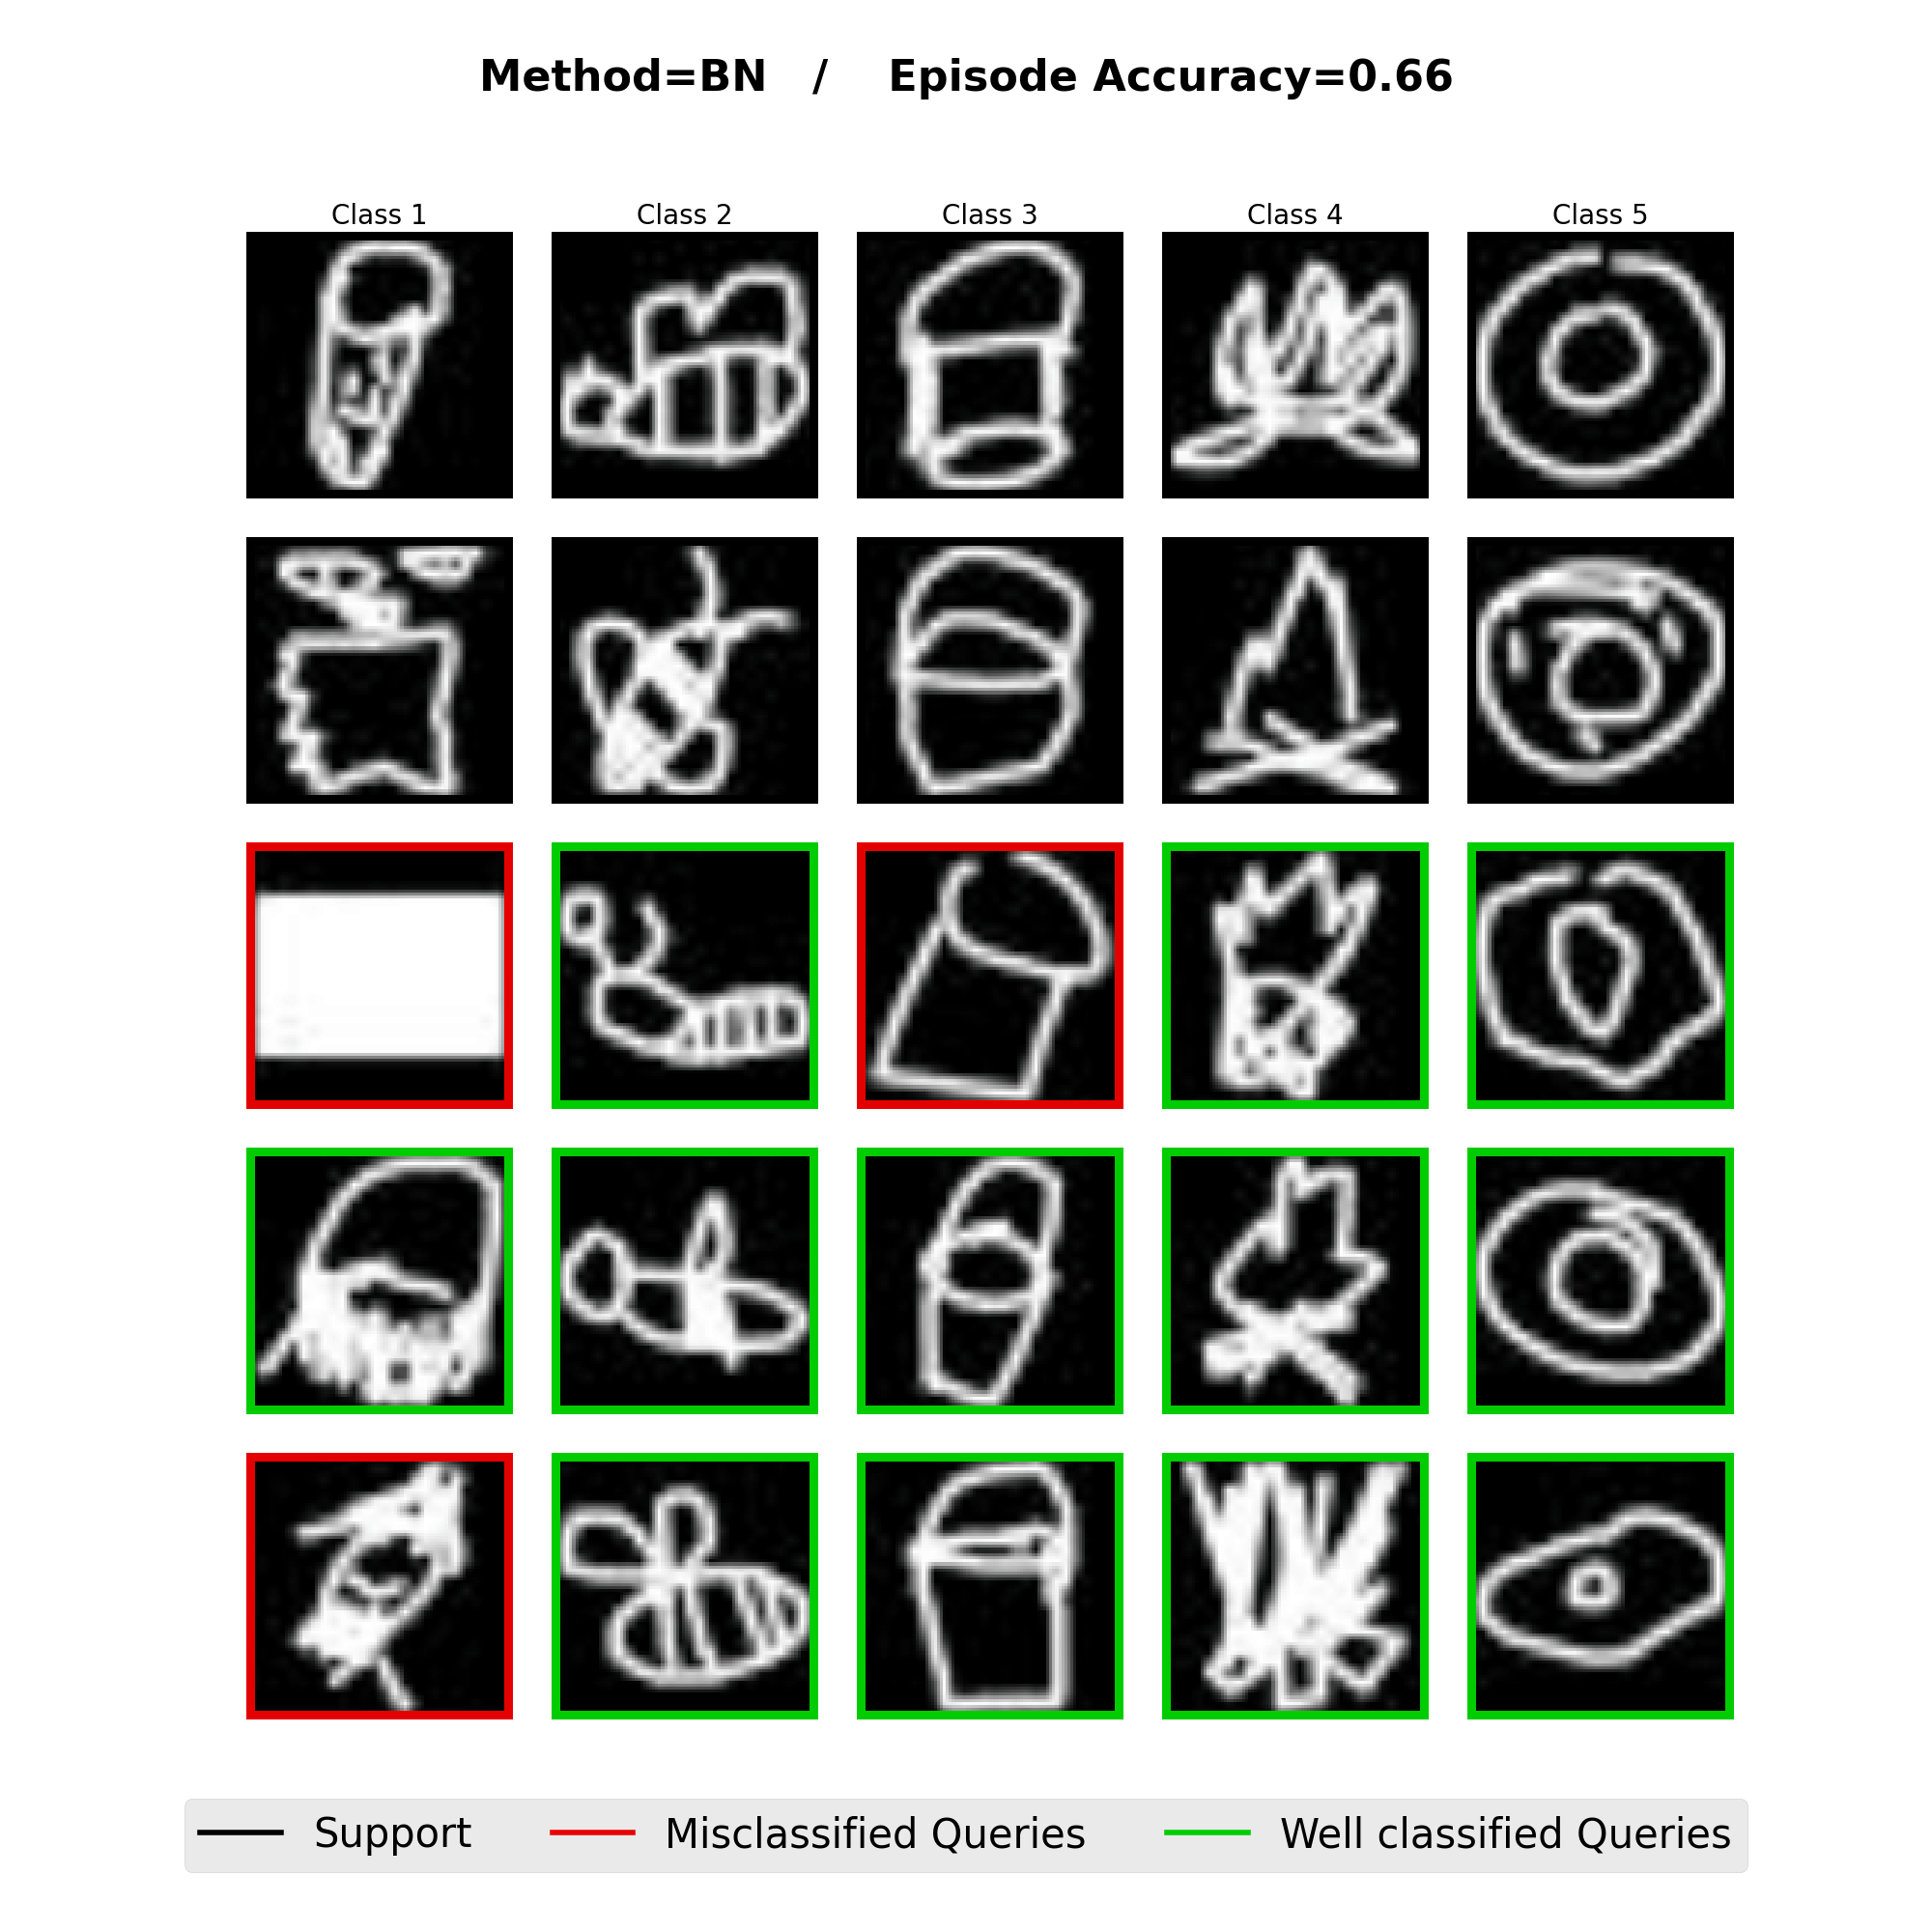 Method=BN / Episode Accuracy=0.66
Class 1 Class 2 Class 3 Class 4 Class 5
Support Misclassified Queries Well classified Queries